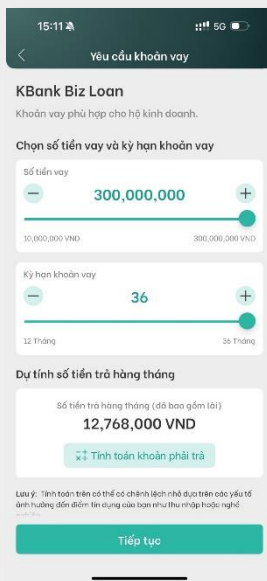 15:11
5G
Yêu cầu khoản vay
KBank Biz Loan
Khoản vay phù hợp cho hộ kinh doanh.
Chọn số tiền vay và kỳ hạn khoản vay
Số tiền vay
300,000,000
10,000,000 VND
300,000,000 VND
Kỳ hạn khoản vay
36
12 Tháng
36 Tháng
Dự tính số tiền trả hàng tháng
Số tiền trả hàng tháng (đã bao gồm lãi)
12,768,000 VND
Tính toán khoản phải trả
Lưu ý: Tính toán trên có thể có chênh lệch nhỏ dựa trên các yếu tố
ảnh hưởng đến điểm tín dụng của bạn như thu nhập hoặc nghề
Tiếp tục